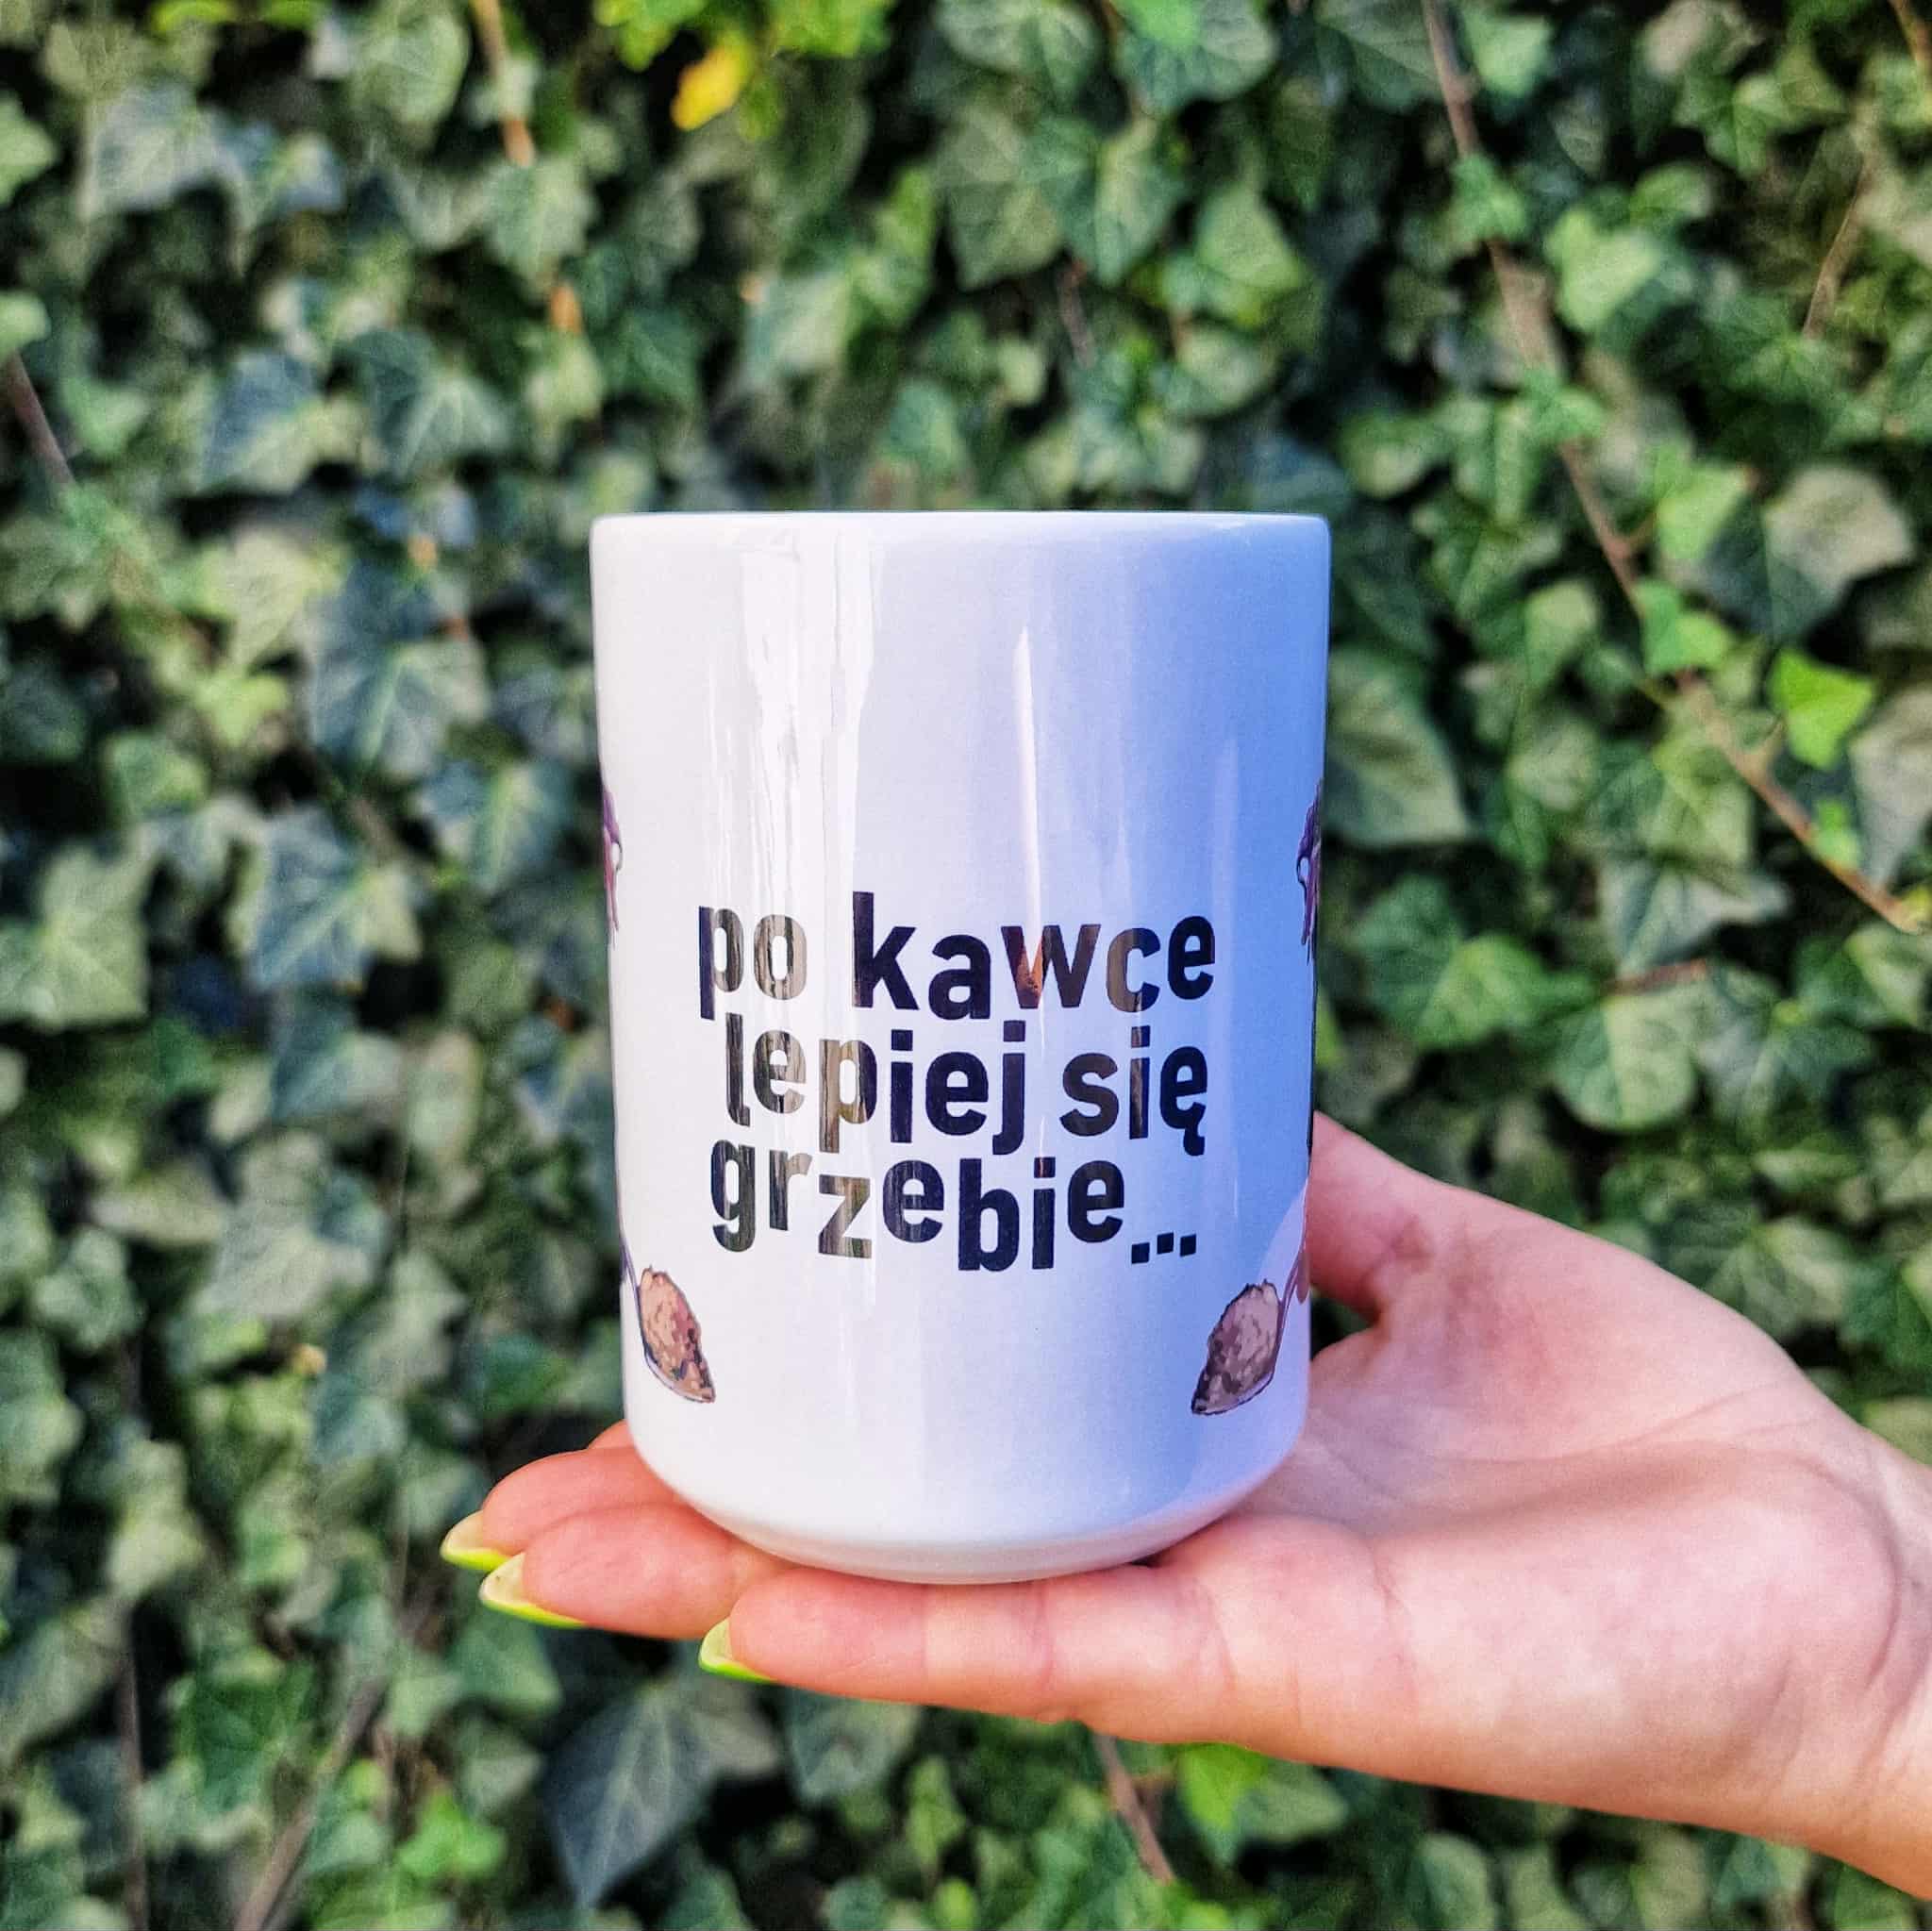 po kawce
lepiej się
grzebie...